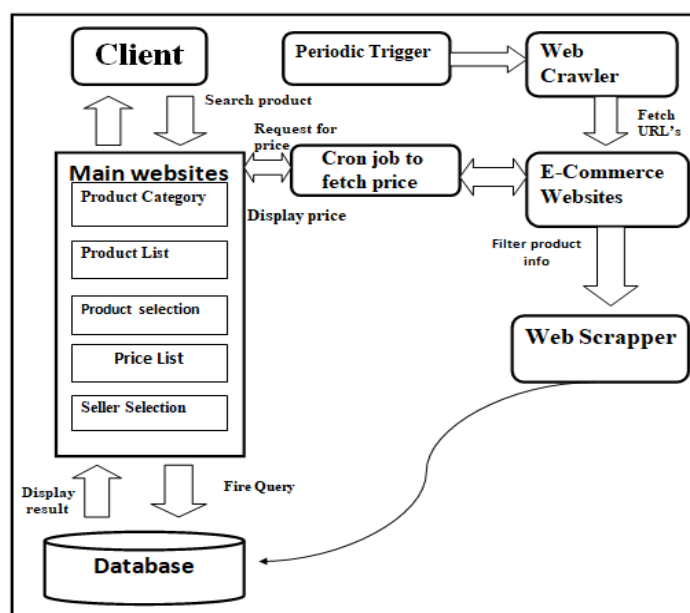 Client
Periodic Trigger
Web
Crawler
Search product
Fetch
URL's
Request for
price
Main websites
Cron job to
fetch price
E-Commerce
Websites
Product Category
Display price
Product List
Filter product
info
Product selection
Web Scrapper
Price List
Seller Selection
Display
result
Fire Query
Database